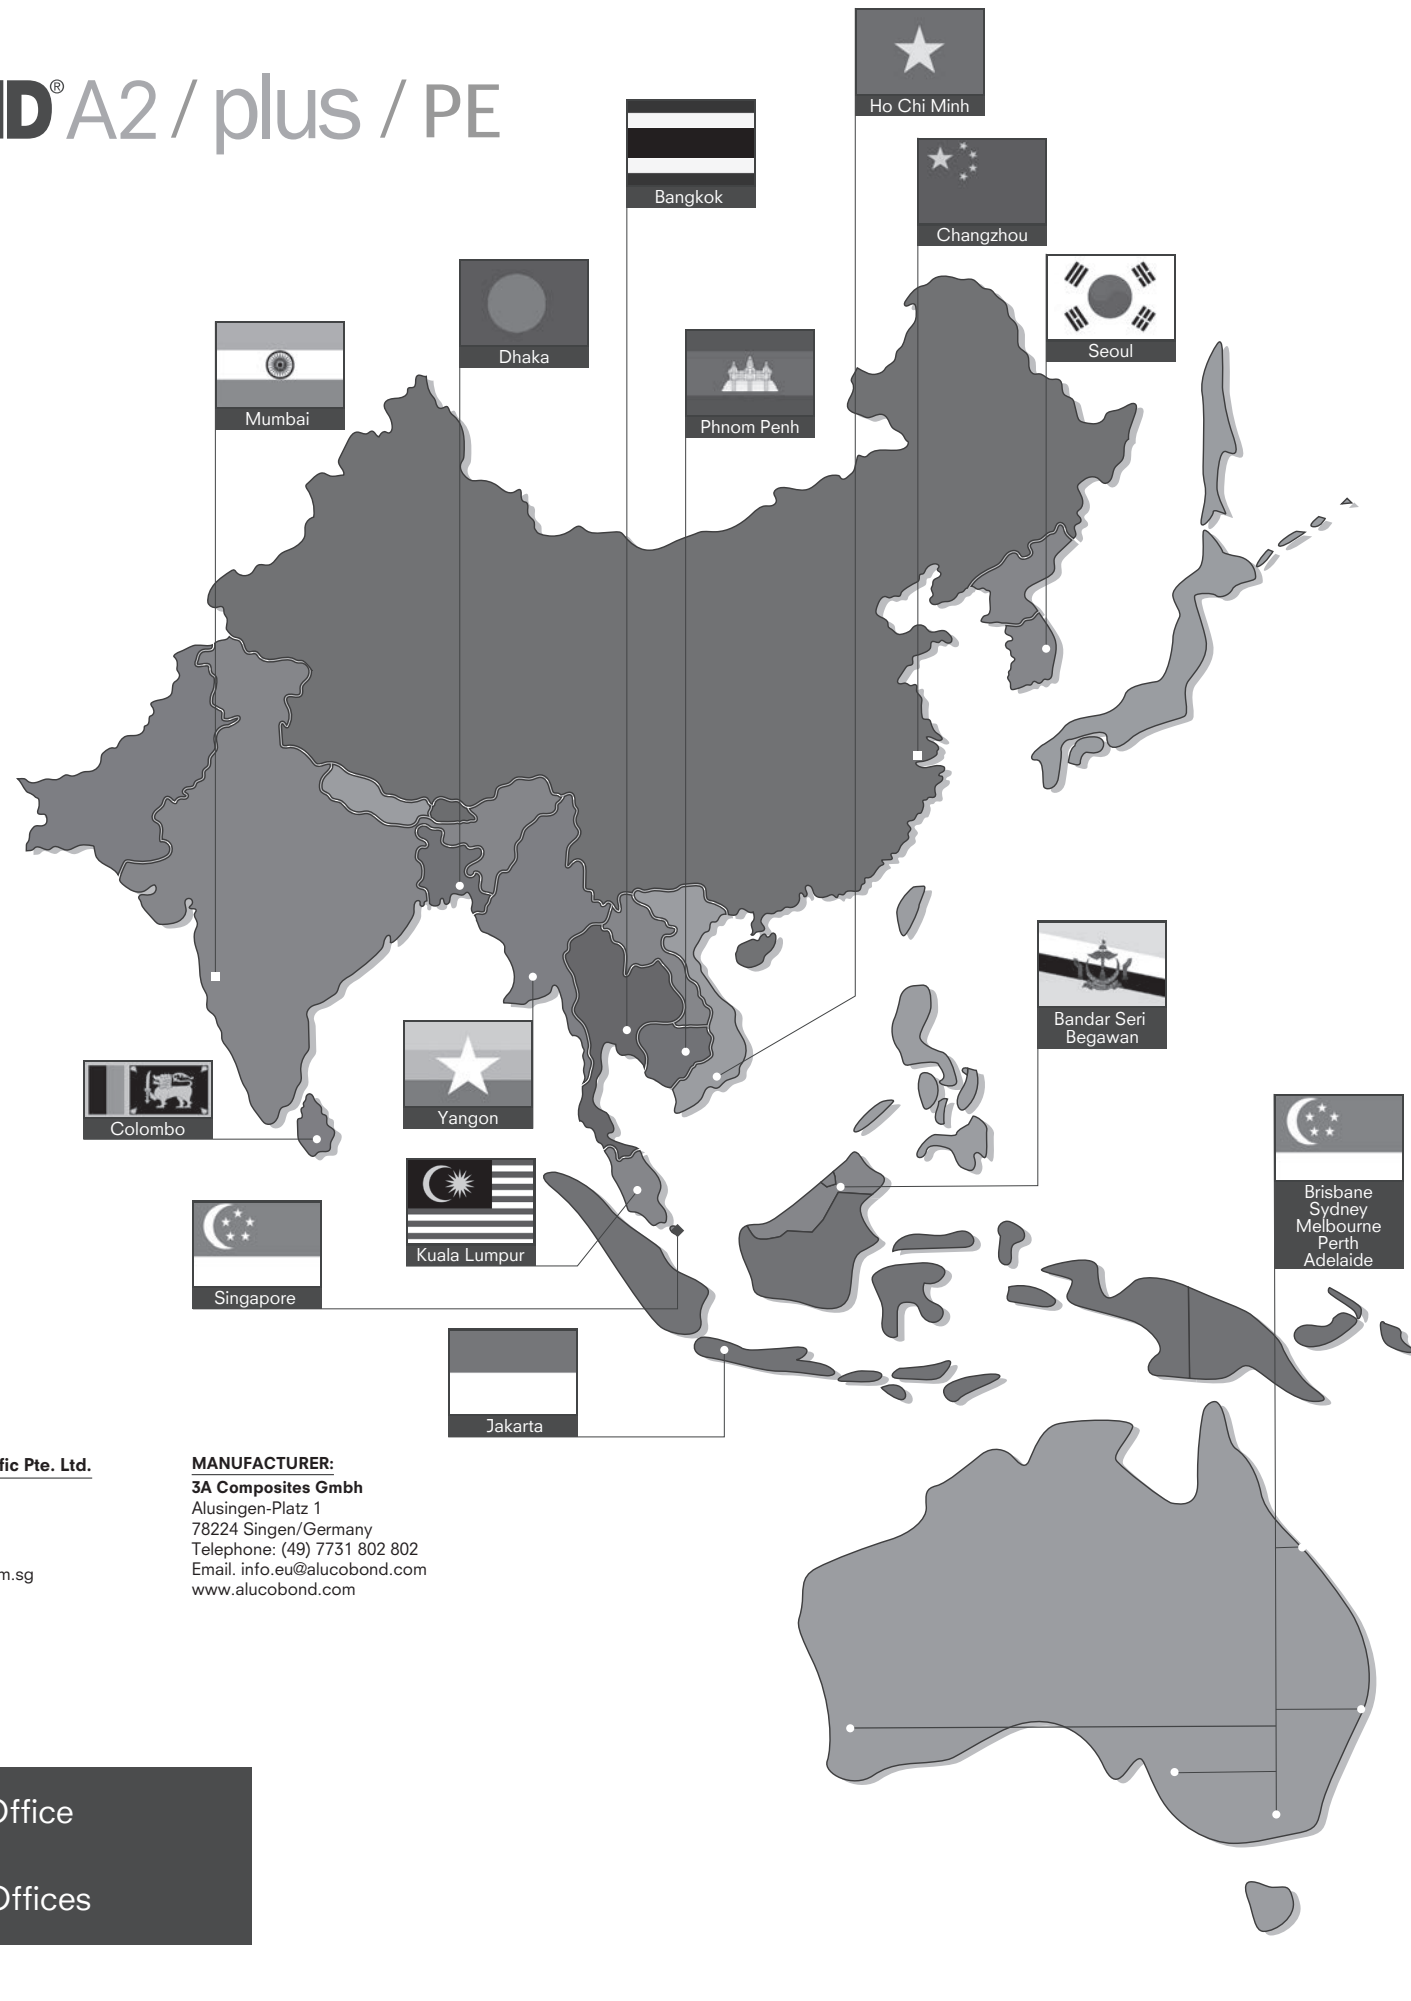 ND® A2 / plus / PE
Ho Chi Minh
Bangkok
Changzhou
Seoul
Dhaka
Phnom Penh
Mumbai
Bandar Seri
Begawan
Colombo
Yangon
Kuala Lumpur
Singapore
Brisbane
Sydney
Melbourne
Perth
Adelaide
Jakarta
fic Pte. Ltd.
m.sg
MANUFACTURER:
3A Composites Gmbh
Alusingen-Platz 1
78224 Singen/Germany
Telephone: (49) 7731 802 802
Email. info.eu@alucobond.com
www.alucobond.com
Office
Offices